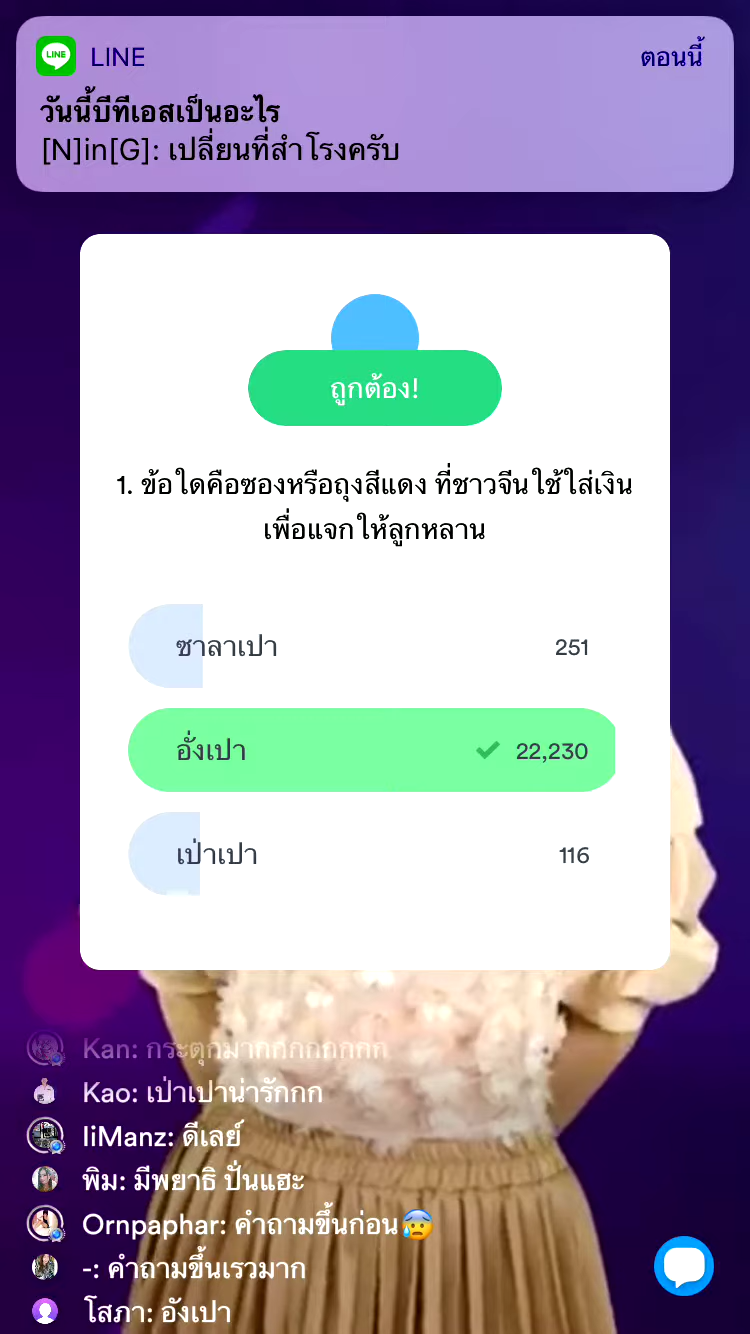 LINE
LINE
ตอนนี้
วันนี้บีทีเอสเป็นอะไร
[N]in[G]: เปลี่ยนที่สำโรงครับ
ถูกต้อง!
1. ข้อใดคือซองหรือถุงสีแดง ที่ชาวจีนใช้ใส่เงิน
เพื่อแจกให้ลูกหลาน
ซาลาเปา 251
อั่งเปา 22,230
เป่าเปา 116
Kan: กระตุกมากกกกกกกก
Kao: เป่าเปาน่ารักกก
liManz: ดีเลย์
พิม: มีพยาธิ ปั่นแฮะ
Ornpaphar: คำถามขึ้นก่อน😰
-: คำถามขึ้นเรวมาก
โสภา: อังเปา